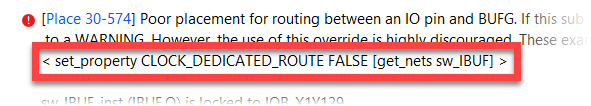 [Place 30-574] Poor placement for routing between an IO pin and BUFG. If this sub
to a WARNING. However, the use of this override is highly discouraged. These exa
< set_property CLOCK_DEDICATED_ROUTE FALSE [get_nets sw_IBUF] >
sw_IBUF_inst (IBUF.O) is locked to IOB_X1Y129